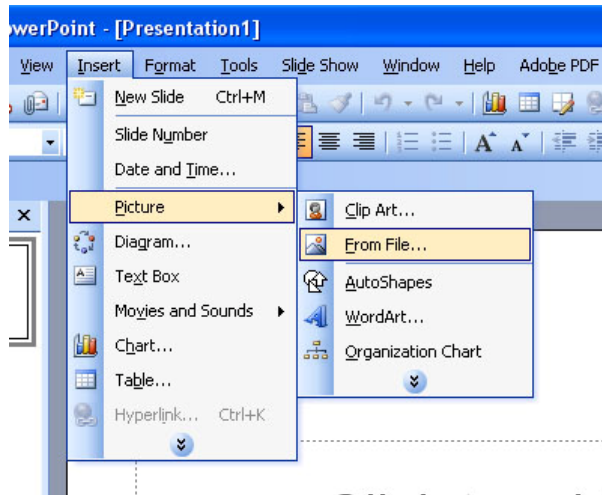 owerPoint - [Presentation1]
View Insert Format Tools Slide Show Window Help Adobe PDF
New Slide Ctrl+M
Slide Number
Date and Time...
Picture
Clip Art...
Diagram...
From File...
Text Box
AutoShapes
Movies and Sounds
WordArt...
Chart...
Organization Chart
Table...
Hyperlink... Ctrl+K